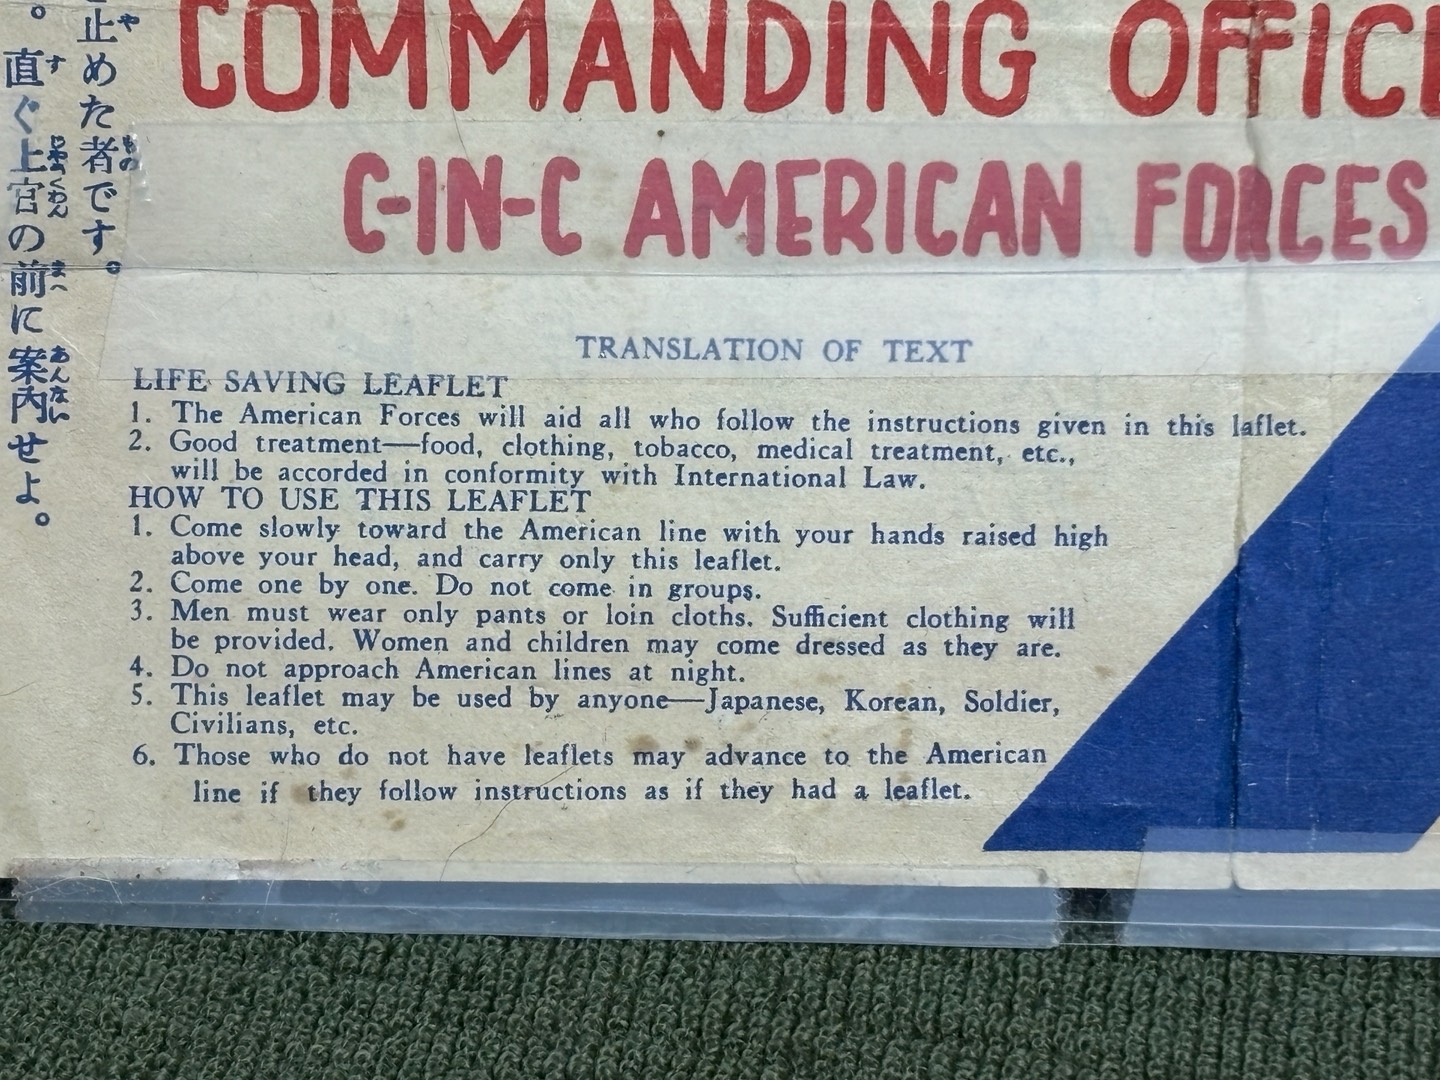 COMMANDING OFFIC
C-IN-C AMERICAN FORCES
止めた者です。
。直ぐ上官の前に案内せよ。
TRANSLATION OF TEXT
LIFE SAVING LEAFLET
1. The American Forces will aid all who follow the instructions given in this laflet.
2. Good treatment—food, clothing, tobacco, medical treatment, etc.,
will be accorded in conformity with International Law.
HOW TO USE THIS LEAFLET
1. Come slowly toward the American line with your hands raised high
above your head, and carry only this leaflet.
2. Come one by one. Do not come in groups.
3. Men must wear only pants or loin cloths. Sufficient clothing will
be provided. Women and children may come dressed as they are.
4. Do not approach American lines at night.
5. This leaflet may be used by anyone—Japanese, Korean, Soldier,
Civilians, etc.
6. Those who do not have leaflets may advance to the American
line if they follow instructions as if they had a leaflet.